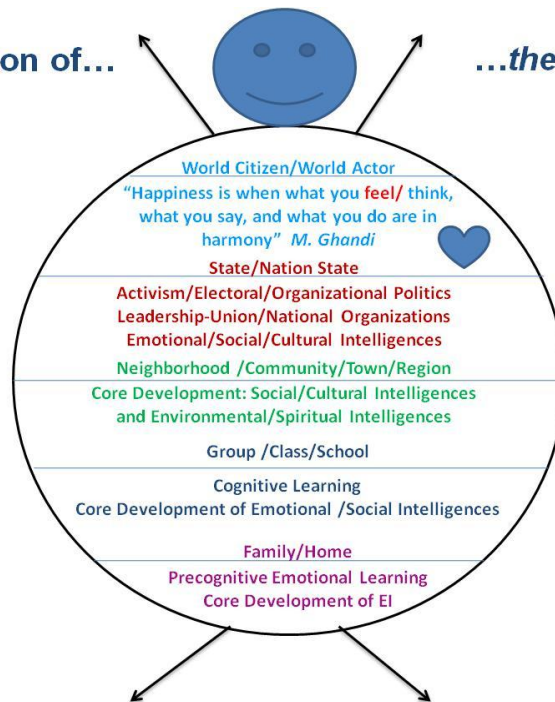 on of...
...the
World Citizen/World Actor
“Happiness is when what you feel/ think,
what you say, and what you do are in
harmony” M. Ghandi
State/Nation State
Activism/Electoral/Organizational Politics
Leadership-Union/National Organizations
Emotional/Social/Cultural Intelligences
Neighborhood /Community/Town/Region
Core Development: Social/Cultural Intelligences
and Environmental/Spiritual Intelligences
Group /Class/School
Cognitive Learning
Core Development of Emotional /Social Intelligences
Family/Home
Precognitive Emotional Learning
Core Development of EI